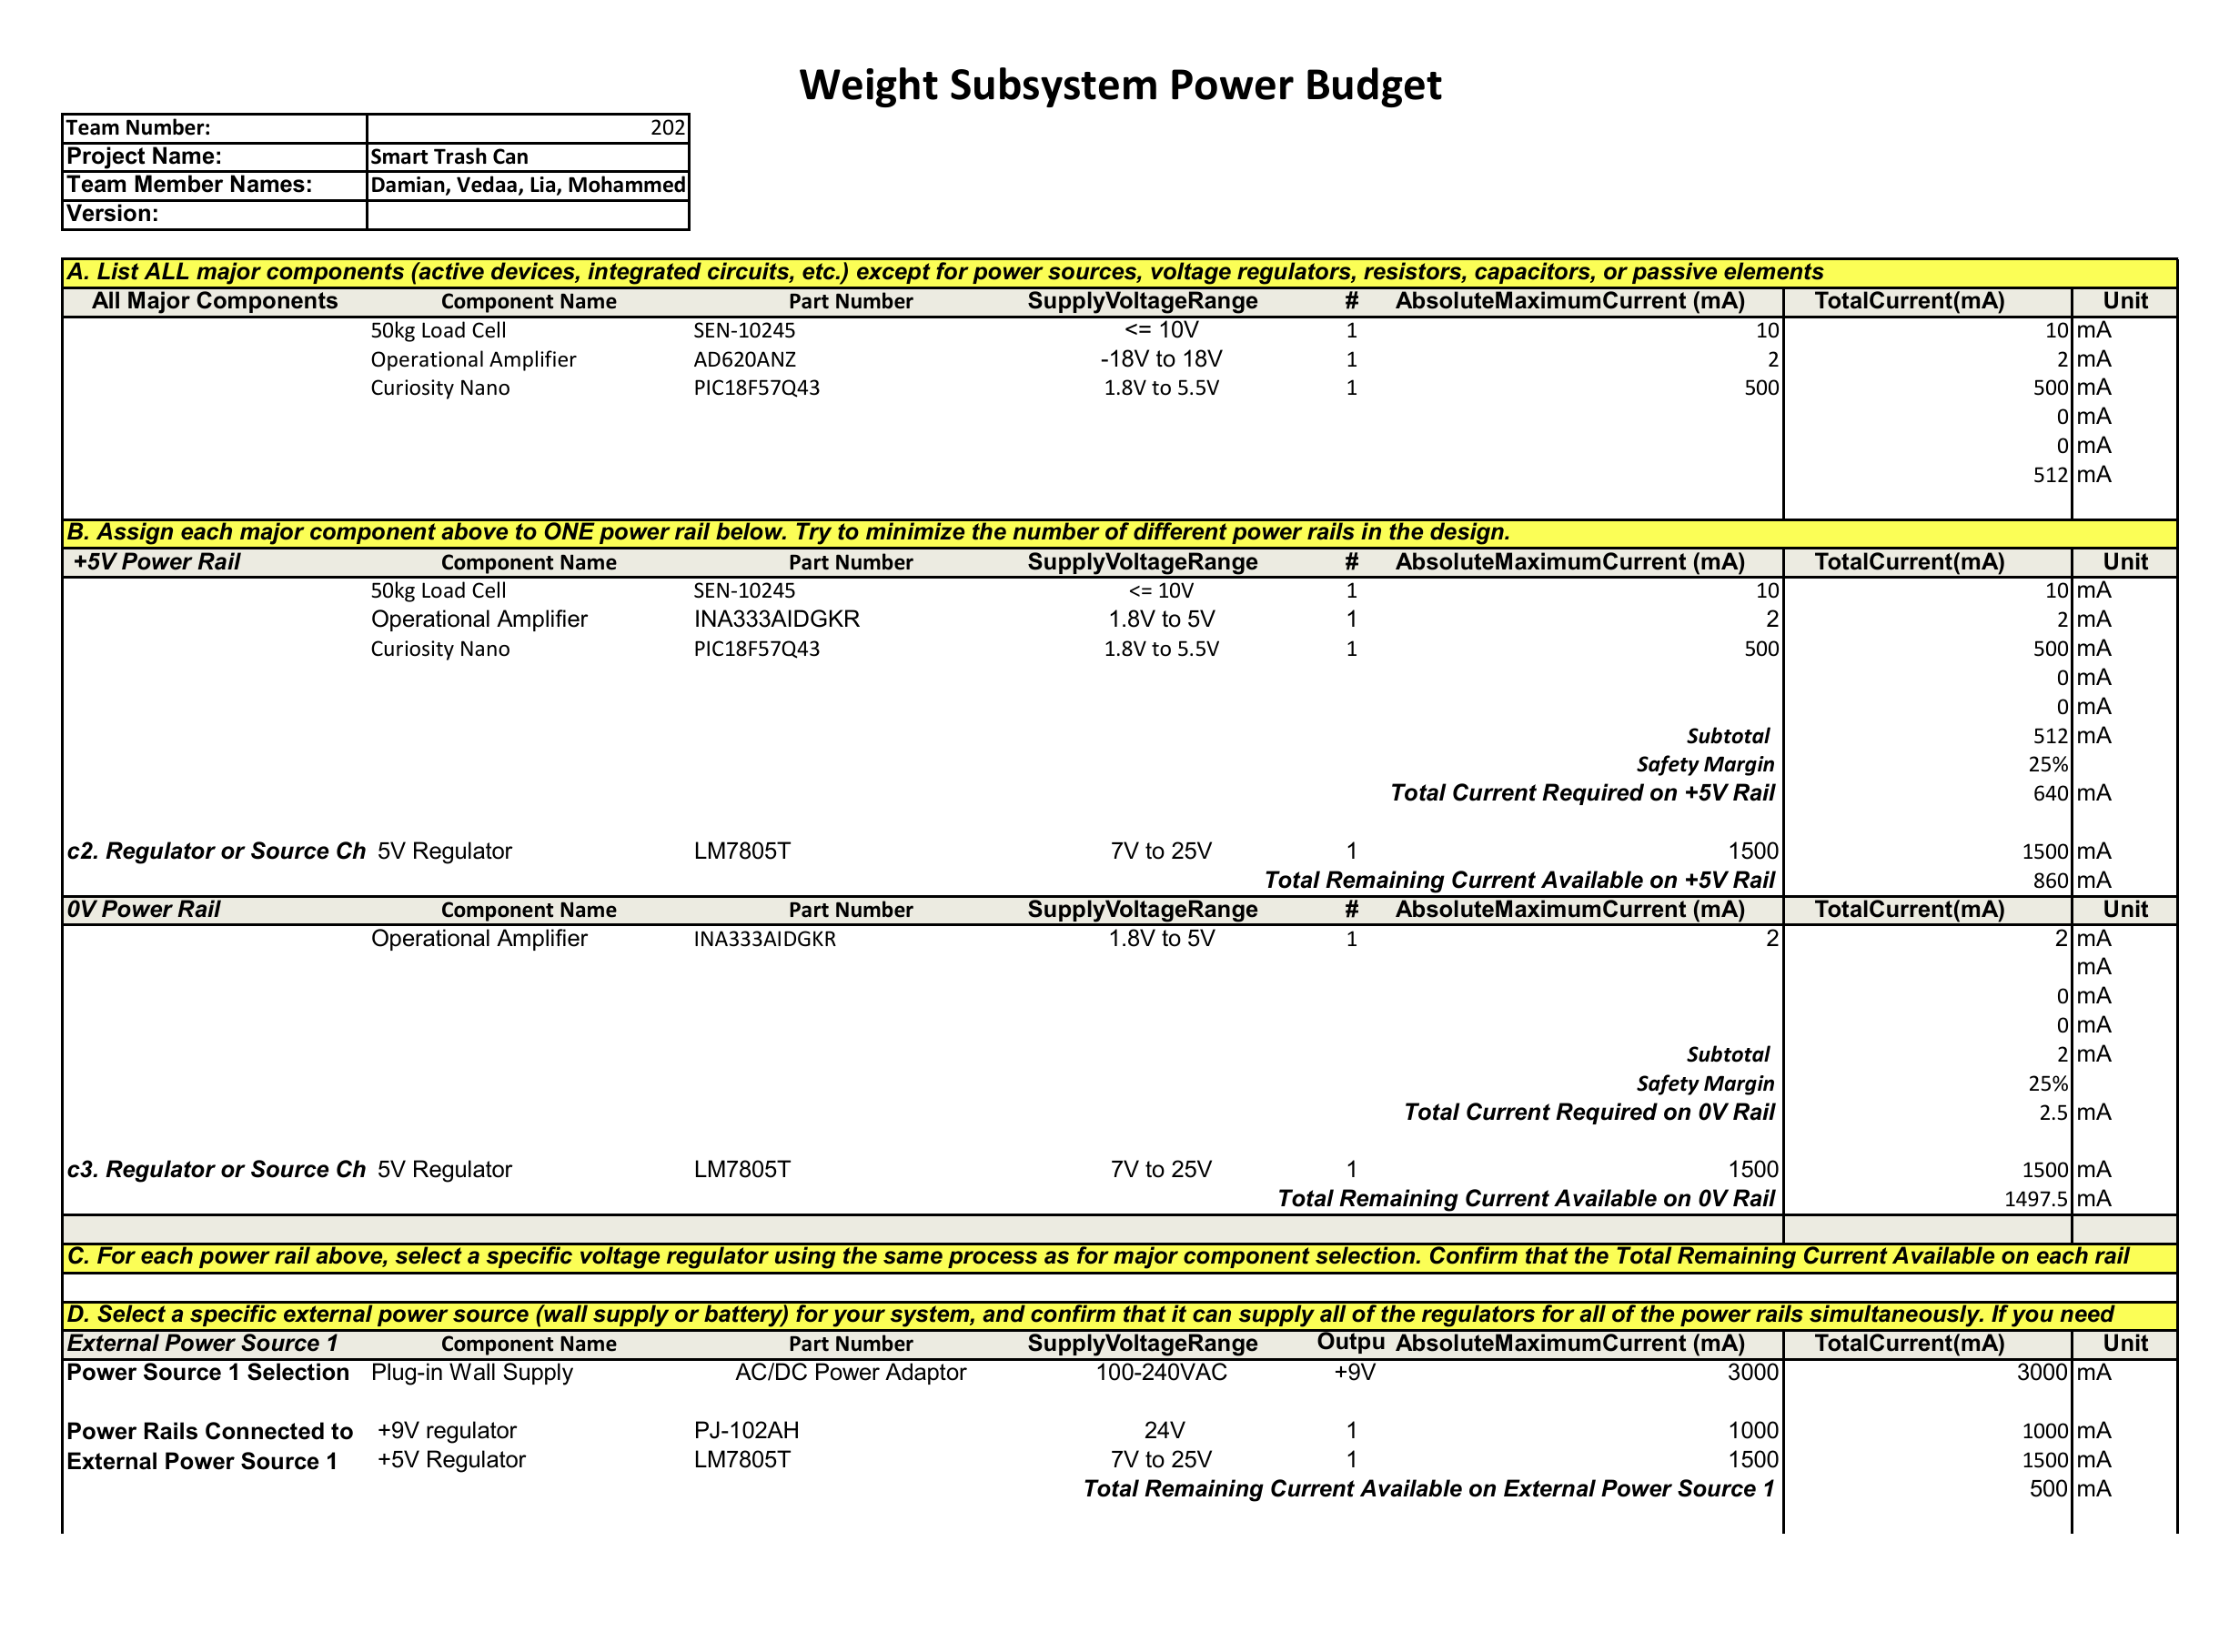 Weight Subsystem Power Budget
Team Number: 202
Project Name: Smart Trash Can
Team Member Names: Damian, Vedaa, Lia, Mohammed
Version:
A. List ALL major components (active devices, integrated circuits, etc.) except for power sources, voltage regulators, resistors, capacitors, or passive elements
All Major Components Component Name Part Number SupplyVoltageRange # AbsoluteMaximumCurrent (mA) TotalCurrent(mA) Unit
50kg Load Cell SEN-10245 <= 10V 1 10 10 mA
Operational Amplifier AD620ANZ -18V to 18V 1 2 2 mA
Curiosity Nano PIC18F57Q43 1.8V to 5.5V 1 500 500 mA
0 mA
0 mA
512 mA
B. Assign each major component above to ONE power rail below. Try to minimize the number of different power rails in the design.
+5V Power Rail Component Name Part Number SupplyVoltageRange # AbsoluteMaximumCurrent (mA) TotalCurrent(mA) Unit
50kg Load Cell SEN-10245 <= 10V 1 10 10 mA
Operational Amplifier INA333AIDGKR 1.8V to 5V 1 2 2 mA
Curiosity Nano PIC18F57Q43 1.8V to 5.5V 1 500 500 mA
0 mA
0 mA
Subtotal 512 mA
Safety Margin 25%
Total Current Required on +5V Rail 640 mA
c2. Regulator or Source Ch 5V Regulator LM7805T 7V to 25V 1 1500 1500 mA
Total Remaining Current Available on +5V Rail 860 mA
0V Power Rail Component Name Part Number SupplyVoltageRange # AbsoluteMaximumCurrent (mA) TotalCurrent(mA) Unit
Operational Amplifier INA333AIDGKR 1.8V to 5V 1 2 2 mA
mA
0 mA
0 mA
Subtotal 2 mA
Safety Margin 25%
Total Current Required on 0V Rail 2.5 mA
c3. Regulator or Source Ch 5V Regulator LM7805T 7V to 25V 1 1500 1500 mA
Total Remaining Current Available on 0V Rail 1497.5 mA
C. For each power rail above, select a specific voltage regulator using the same process as for major component selection. Confirm that the Total Remaining Current Available on each rail
D. Select a specific external power source (wall supply or battery) for your system, and confirm that it can supply all of the regulators for all of the power rails simultaneously. If you need
External Power Source 1 Component Name Part Number SupplyVoltageRange Outpu AbsoluteMaximumCurrent (mA) TotalCurrent(mA) Unit
Power Source 1 Selection Plug-in Wall Supply AC/DC Power Adaptor 100-240VAC +9V 3000 3000 mA
Power Rails Connected to +9V regulator PJ-102AH 24V 1 1000 1000 mA
External Power Source 1 +5V Regulator LM7805T 7V to 25V 1 1500 1500 mA
Total Remaining Current Available on External Power Source 1 500 mA